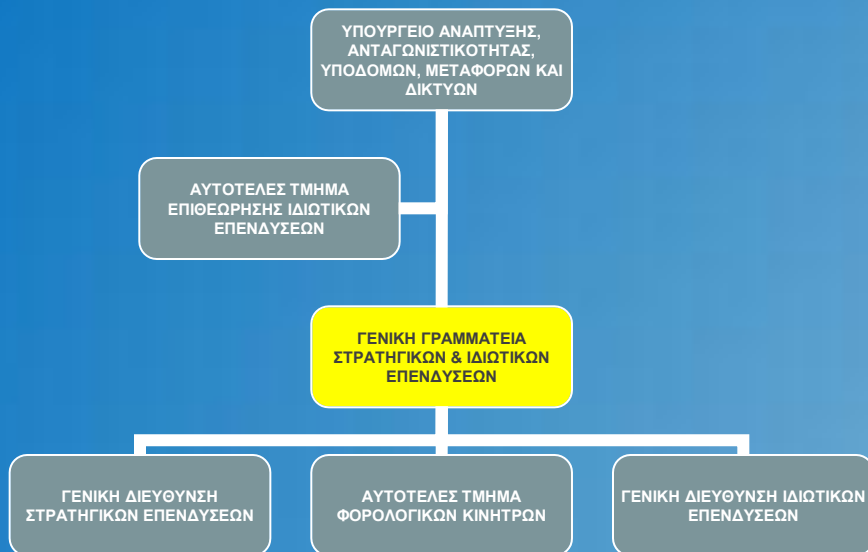 ΥΠΟΥΡΓΕΙΟ ΑΝΑΠΤΥΞΗΣ,
ΑΝΤΑΓΩΝΙΣΤΙΚΟΤΗΤΑΣ,
ΥΠΟΔΟΜΩΝ, ΜΕΤΑΦΟΡΩΝ ΚΑΙ
ΔΙΚΤΥΩΝ
ΑΥΤΟΤΕΛΕΣ ΤΜΗΜΑ
ΕΠΙΘΕΩΡΗΣΗΣ ΙΔΙΩΤΙΚΩΝ
ΕΠΕΝΔΥΣΕΩΝ
ΓΕΝΙΚΗ ΓΡΑΜΜΑΤΕΙΑ
ΣΤΡΑΤΗΓΙΚΩΝ & ΙΔΙΩΤΙΚΩΝ
ΕΠΕΝΔΥΣΕΩΝ
ΓΕΝΙΚΗ ΔΙΕΥΘΥΝΣΗ
ΣΤΡΑΤΗΓΙΚΩΝ ΕΠΕΝΔΥΣΕΩΝ
ΑΥΤΟΤΕΛΕΣ ΤΜΗΜΑ
ΦΟΡΟΛΟΓΙΚΩΝ ΚΙΝΗΤΡΩΝ
ΓΕΝΙΚΗ ΔΙΕΥΘΥΝΣΗ ΙΔΙΩΤΙΚΩΝ
ΕΠΕΝΔΥΣΕΩΝ